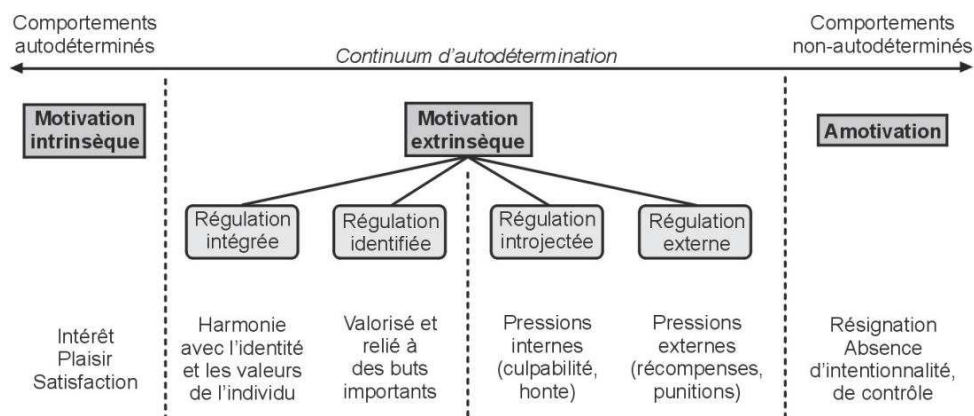 Comportements
autodéterminés
Comportements
non-autodéterminés
Continuum d'autodétermination
Motivation
intrinsèque
Motivation
extrinsèque
Amotivation
Régulation
intégrée
Régulation
identifiée
Régulation
introjectée
Régulation
externe
Intérêt
Plaisir
Satisfaction
Harmonie
avec l'identité
et les valeurs
de l'individu
Valorisé et
relié à
des buts
importants
Pressions
internes
(culpabilité,
honte)
Pressions
externes
(récompenses,
punitions)
Résignation
Absence
d'intentionnalité,
de contrôle